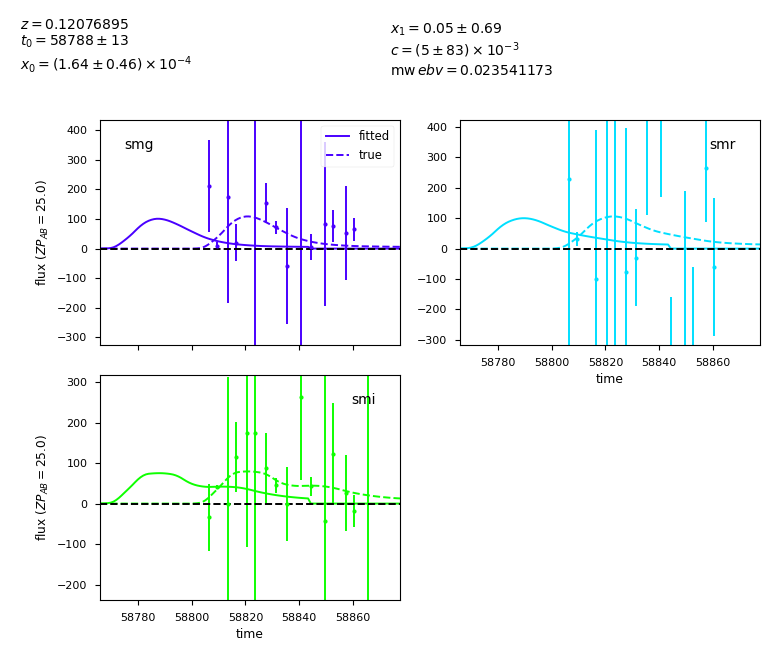 z = 0.12076895
t₀ = 58788 ± 13
x₀ = (1.64 ± 0.46) × 10⁻⁴
x₁ = 0.05 ± 0.69
c = (5 ± 83) × 10⁻³
mw ebv = 0.023541173
smg
fitted
true
400
300
200
100
0
−100
−200
−300
flux (ZP_AB = 25.0)
smr
400
300
200
100
0
−100
−200
−300
58780 58800 58820 58840 58860
time
smi
300
200
100
0
−100
−200
flux (ZP_AB = 25.0)
58780 58800 58820 58840 58860
time